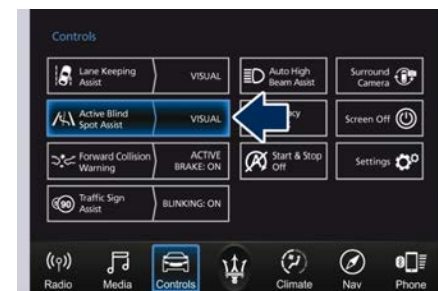 Controls
Lane Keeping
Assist
VISUAL
Auto High
Beam Assist
Surround
Camera
Active Blind
Spot Assist
VISUAL
Screen Off
Forward Collision
Warning
ACTIVE
BRAKE: ON
Start & Stop
Off
Settings
90
Traffic Sign
Assist
BLINKING: ON
Radio
Media
Controls
Climate
Nav
Phone